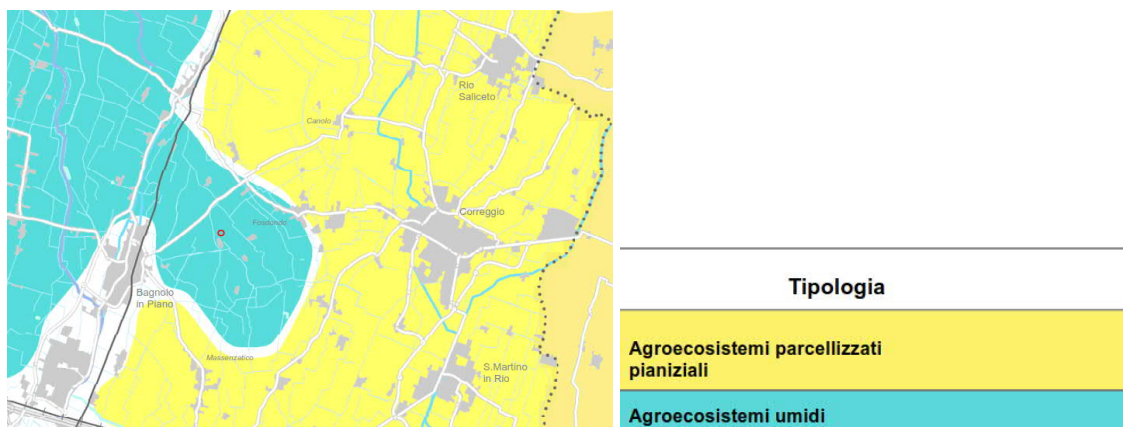 Rio
Saliceto
Canolo
Correggio
Fosdondo
Bagnolo
in Piano
Massenzatico
S.Martino
in Rio
Tipologia
Agroecosistemi parcellizzati
pianiziali
Agroecosistemi umidi